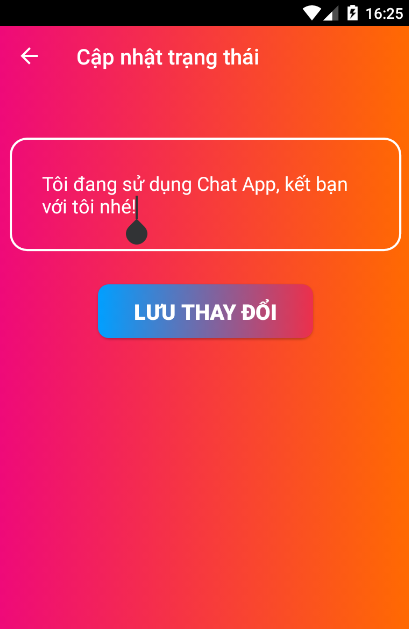 16:25
Cập nhật trạng thái
Tôi đang sử dụng Chat App, kết bạn
với tôi nhé!
LƯU THAY ĐỔI